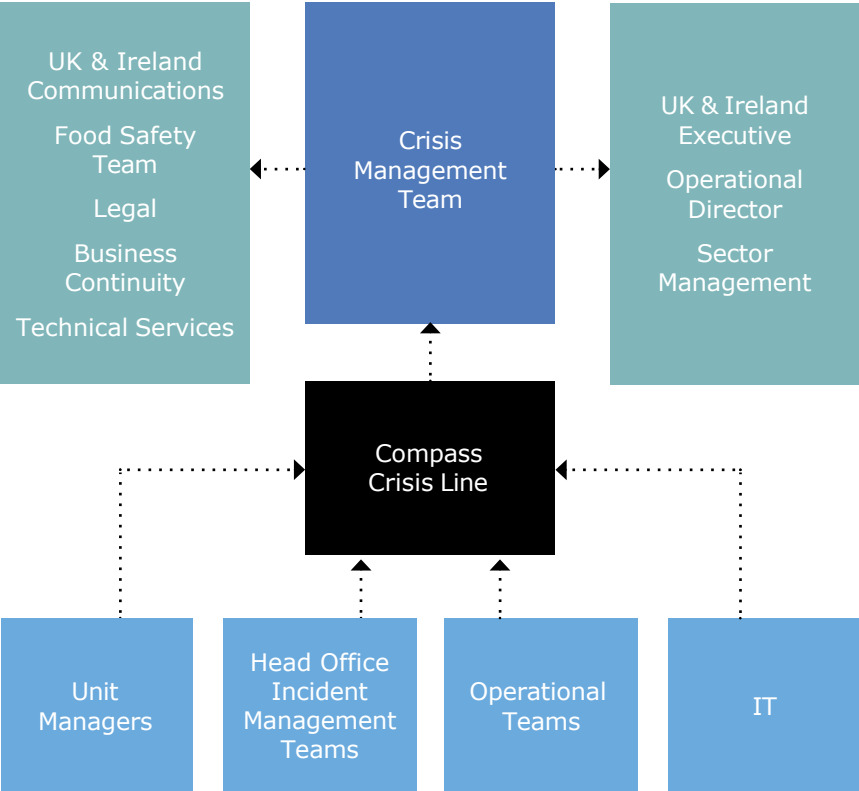 UK & Ireland
Communications
Food Safety
Team
Legal
Business
Continuity
Technical Services
Crisis
Management
Team
UK & Ireland
Executive
Operational
Director
Sector
Management
Compass
Crisis Line
Unit
Managers
Head Office
Incident
Management
Teams
Operational
Teams
IT